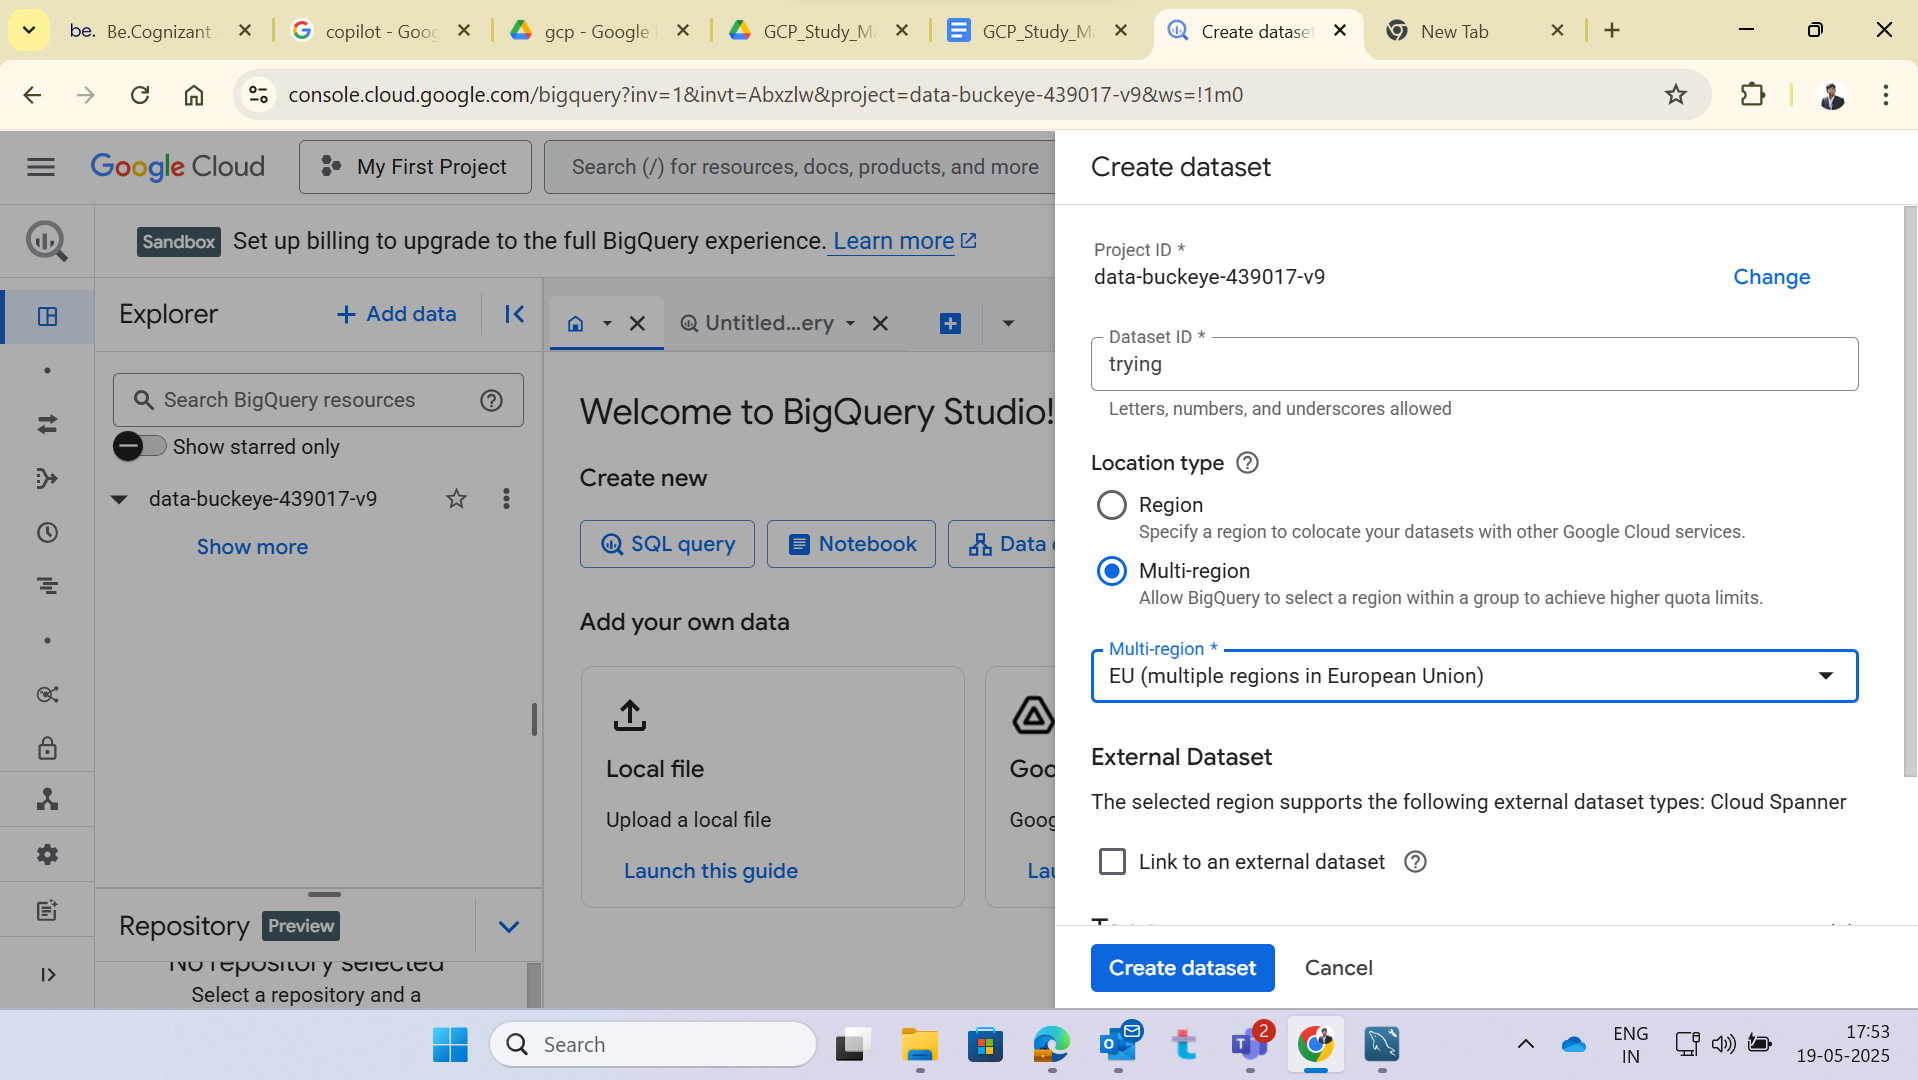 be. Be.Cognizant -
copilot - Goog
gcp - Google
GCP_Study_Ma
GCP_Study_Ma
Create dataset
New Tab
console.cloud.google.com/bigquery?inv=1&invt=Abxzlw&project=data-buckeye-439017-v9&ws=!1m0
Google Cloud
My First Project
Search (/) for resources, docs, products, and more
Sandbox Set up billing to upgrade to the full BigQuery experience. Learn more
Explorer
+ Add data
Untitled...ery
Search BigQuery resources
Show starred only
data-buckeye-439017-v9
Show more
Welcome to BigQuery Studio!
Create new
SQL query
Notebook
Data
Add your own data
Local file
Upload a local file
Launch this guide
Goo
Goog
Lau
Repository Preview
No repository selected
Select a repository and a
Create dataset
Project ID *
data-buckeye-439017-v9
Change
Dataset ID *
trying
Letters, numbers, and underscores allowed
Location type
Region
Specify a region to colocate your datasets with other Google Cloud services.
Multi-region
Allow BigQuery to select a region within a group to achieve higher quota limits.
Multi-region *
EU (multiple regions in European Union)
External Dataset
The selected region supports the following external dataset types: Cloud Spanner
Link to an external dataset
Create dataset
Cancel
Search
2
ENG
IN
17:53
19-05-2025